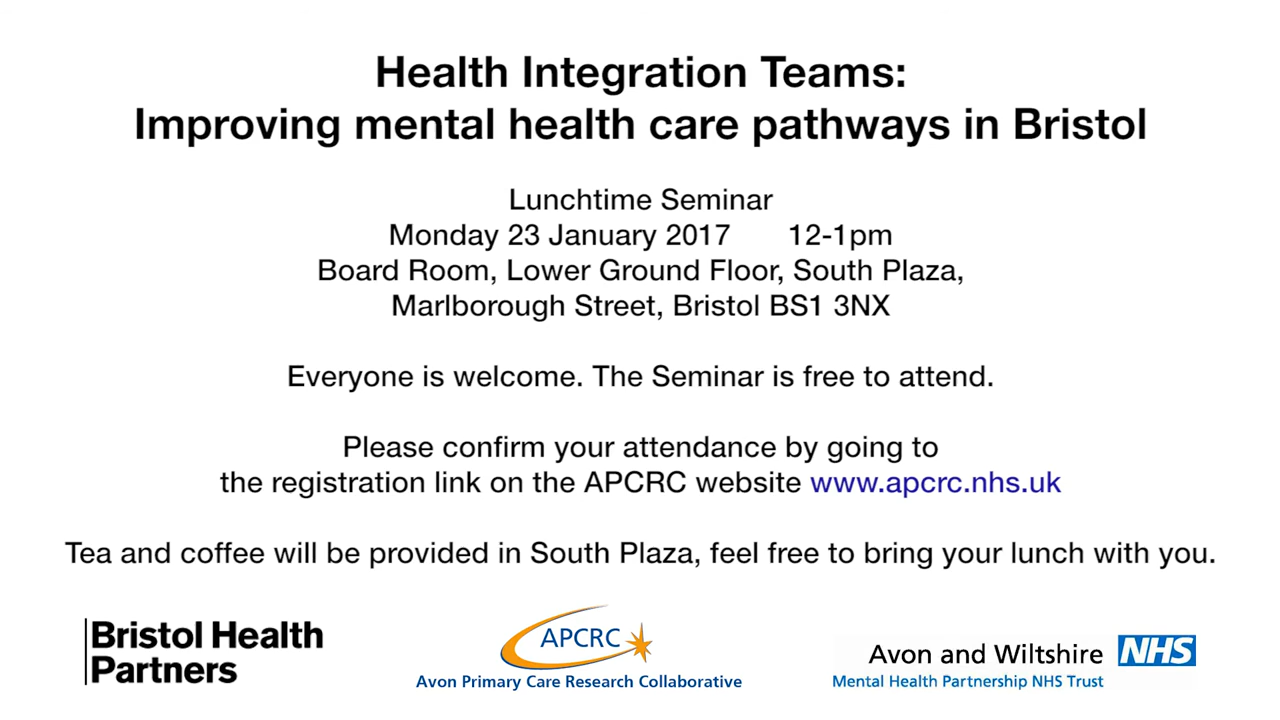 Health Integration Teams:
Improving mental health care pathways in Bristol
Lunchtime Seminar
Monday 23 January 2017 12-1pm
Board Room, Lower Ground Floor, South Plaza,
Marlborough Street, Bristol BS1 3NX
Everyone is welcome. The Seminar is free to attend.
Please confirm your attendance by going to
the registration link on the APCRC website www.apcrc.nhs.uk
Tea and coffee will be provided in South Plaza, feel free to bring your lunch with you.
Bristol Health
Partners
APCRC
Avon Primary Care Research Collaborative
Avon and Wiltshire NHS
Mental Health Partnership NHS Trust